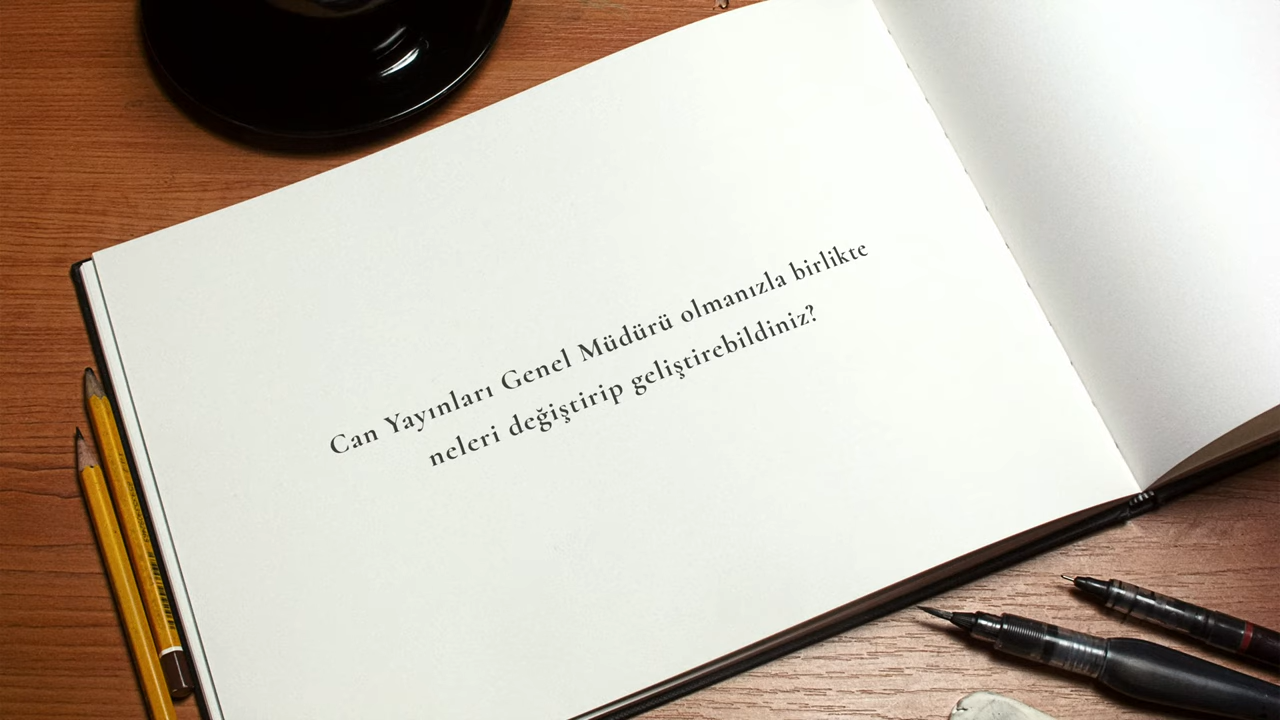 Can Yayınları Genel Müdürü olmanızla birlikte
neleri değiştirip geliştirebildiniz?